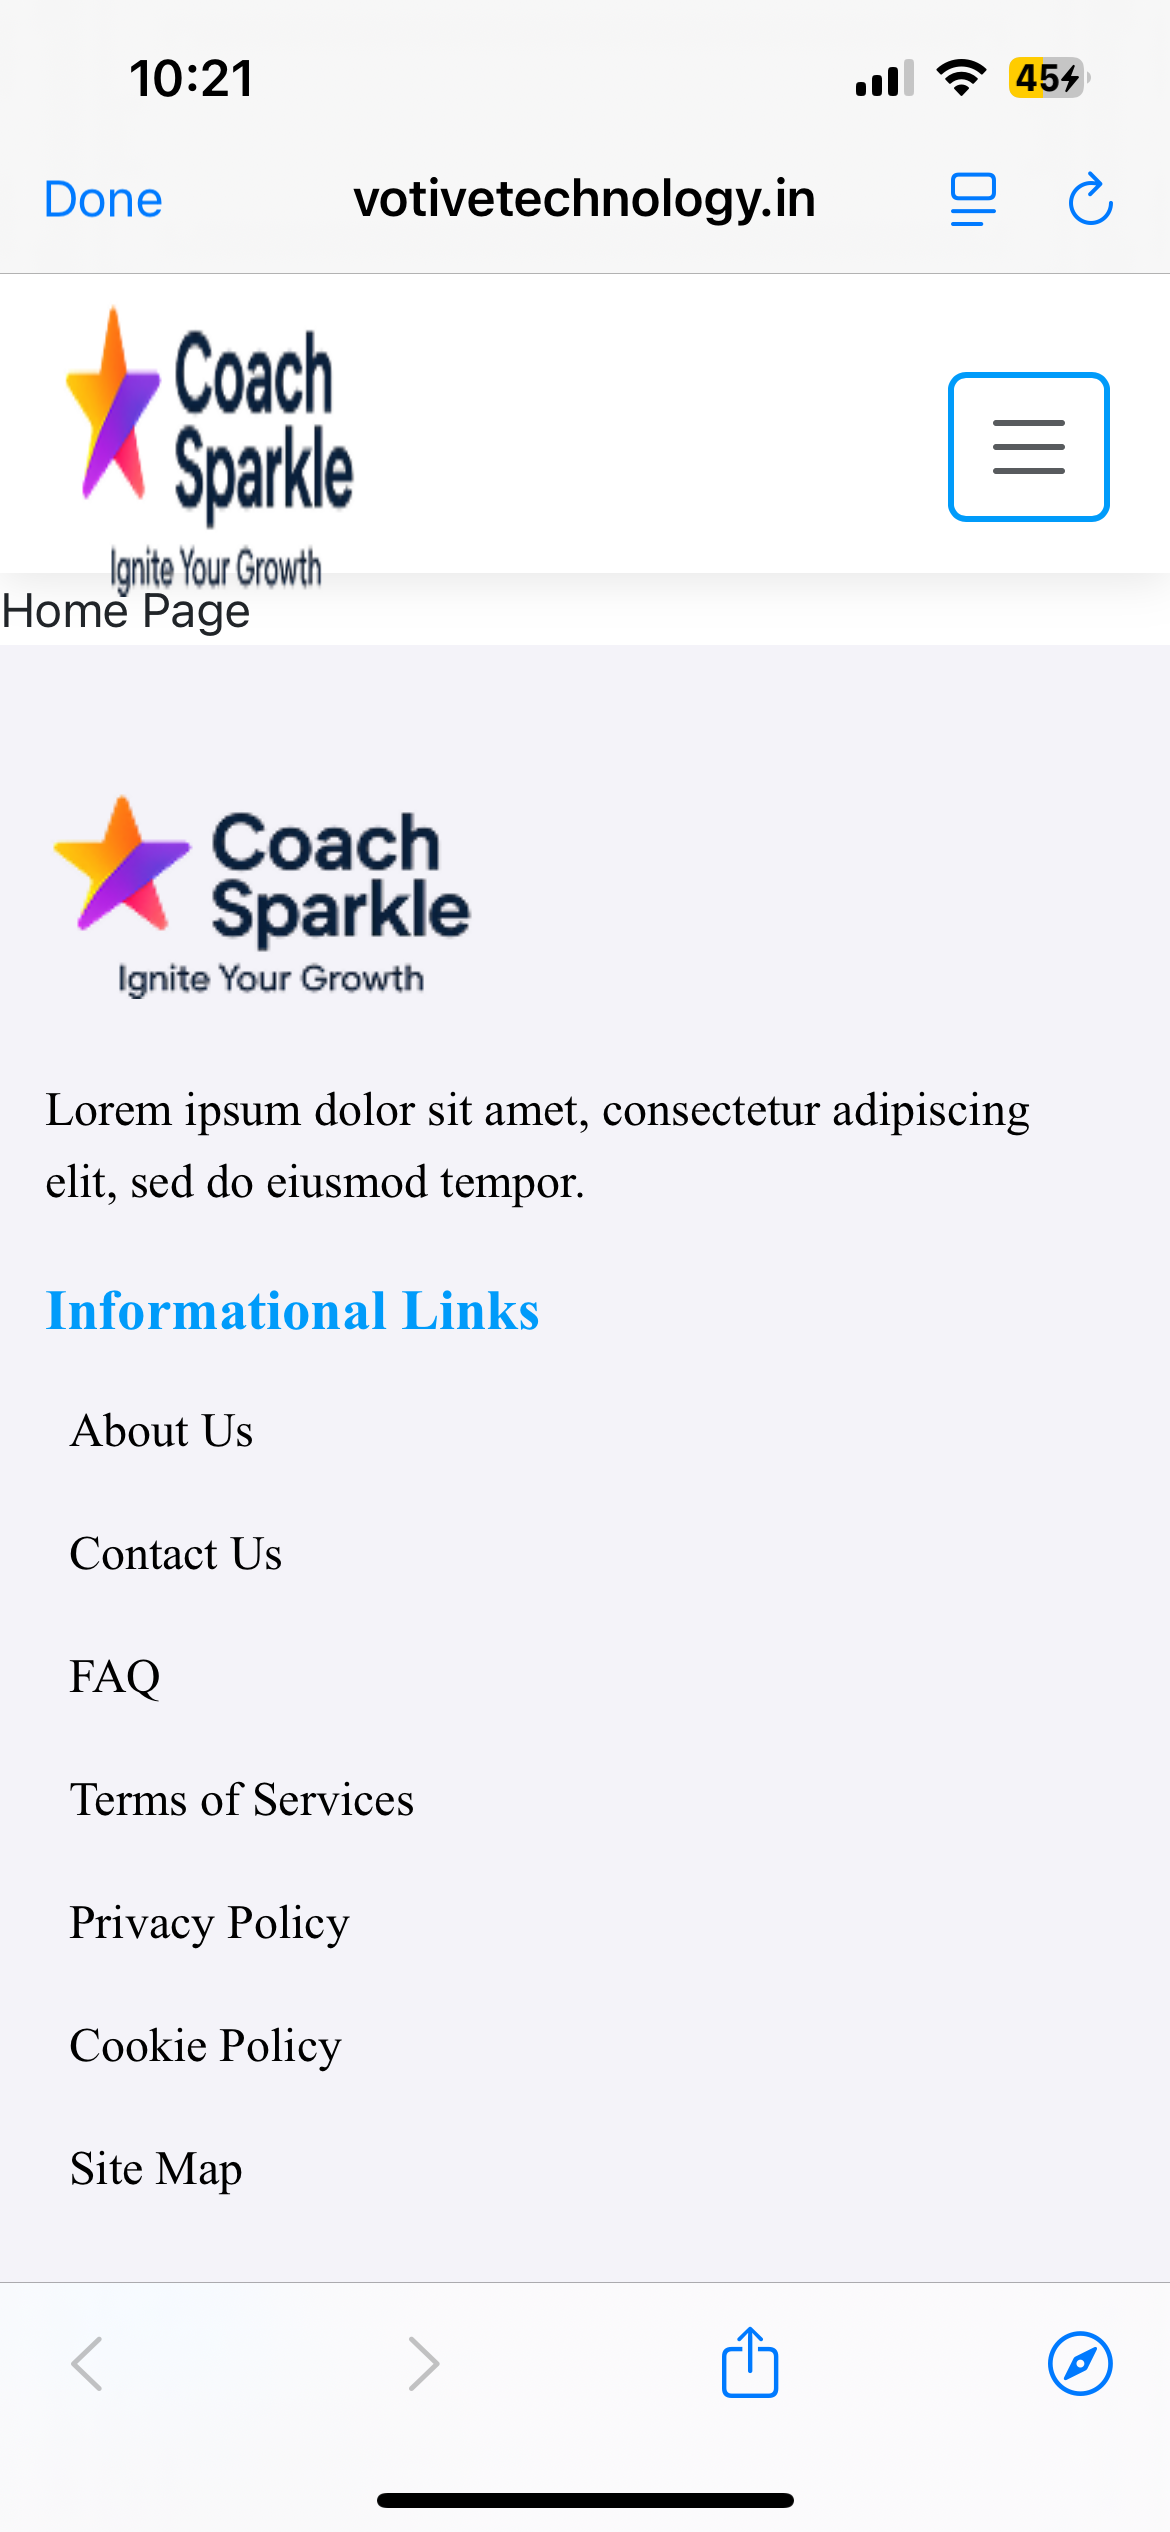 10:21
45
Done
votivetechnology.in
Coach
Sparkle
Ignite Your Growth
Home Page
Coach
Sparkle
Ignite Your Growth
Lorem ipsum dolor sit amet, consectetur adipiscing
elit, sed do eiusmod tempor.
Informational Links
About Us
Contact Us
FAQ
Terms of Services
Privacy Policy
Cookie Policy
Site Map